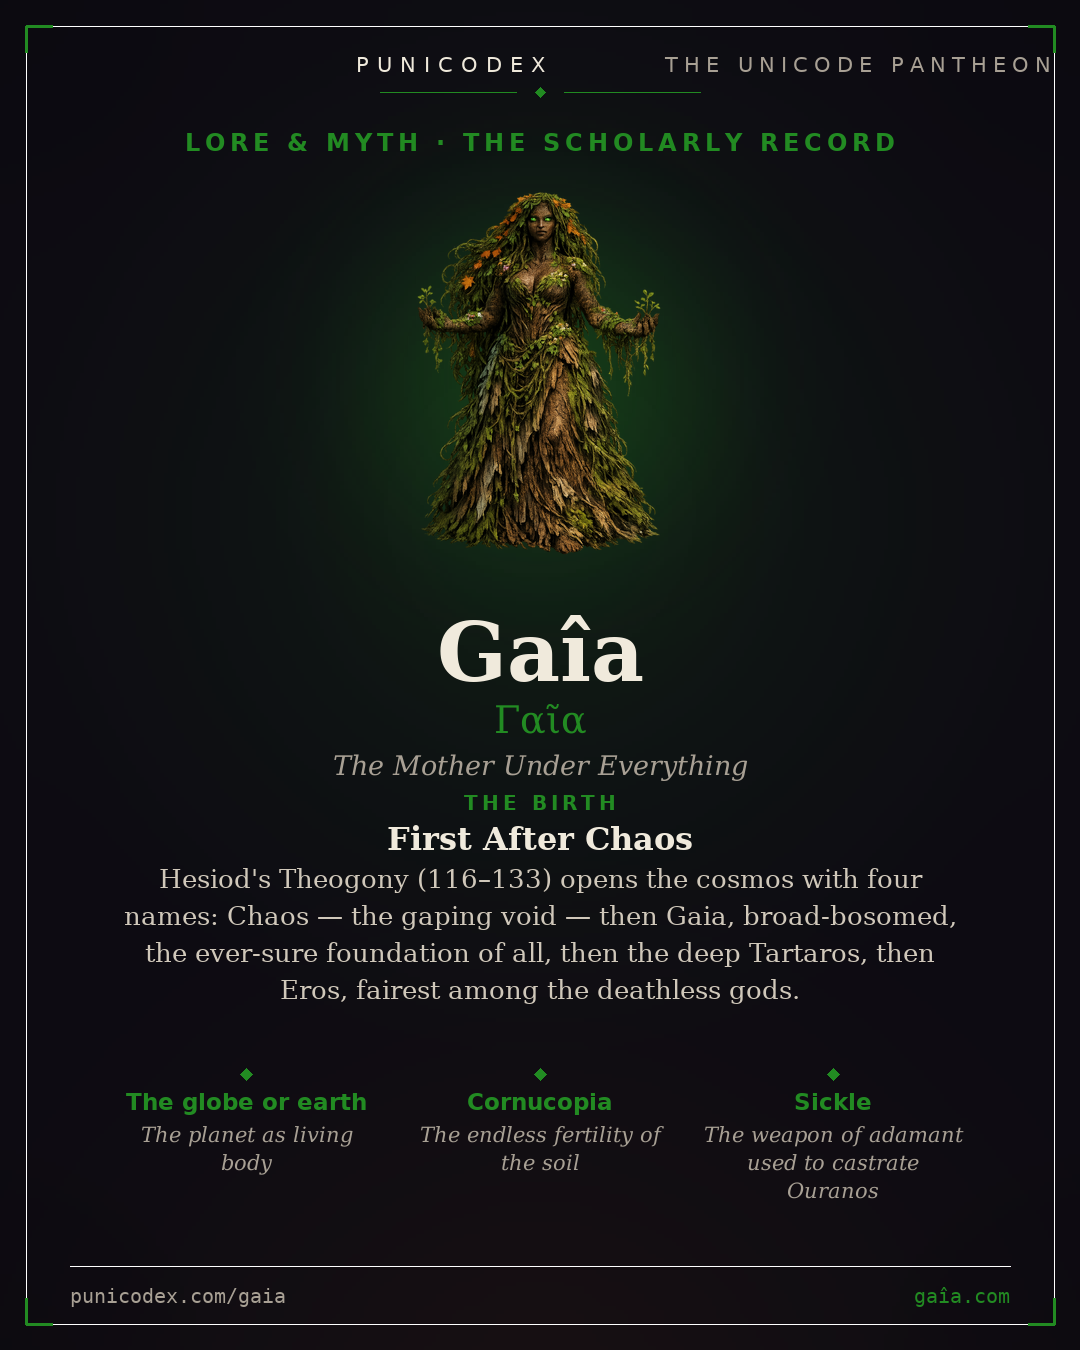 PUNICODEX THE UNICODE PANTHEON
LORE & MYTH · THE SCHOLARLY RECORD
Gaîa
Γαῖα
The Mother Under Everything
THE BIRTH
First After Chaos
Hesiod's Theogony (116–133) opens the cosmos with four
names: Chaos — the gaping void — then Gaia, broad-bosomed,
the ever-sure foundation of all, then the deep Tartaros, then
Eros, fairest among the deathless gods.
The globe or earth
The planet as living
body
Cornucopia
The endless fertility of
the soil
Sickle
The weapon of adamant
used to castrate
Ouranos
punicodex.com/gaia
gaîa.com